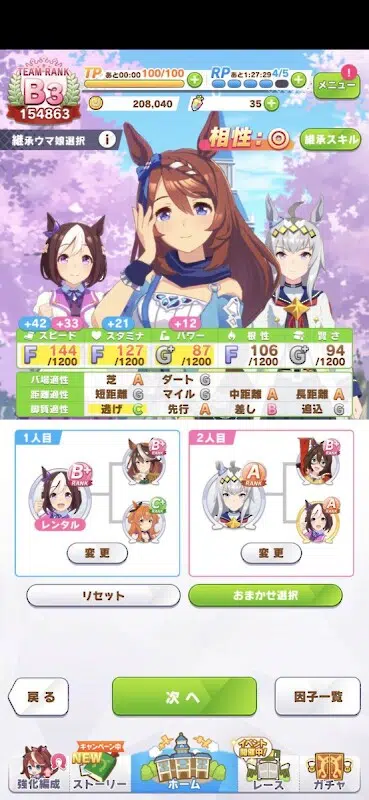 TEAM RANK
B3
154863
TP あと00:00 100/100
RP あと1:27:29 4/5
メニュー
208,040
35
継承ウマ娘選択
相性:◎
継承スキル
+42 +33 +21 +12
スピード スタミナ パワー 根性 賢さ
F 144/1200 F 127/1200 G+ 87/1200 F 106/1200 G+ 94/1200
バ場適性 芝 A ダート G
距離適性 短距離 G マイル G 中距離 A 長距離 A
脚質適性 逃げ C 先行 A 差し B 追込 G
1人目
2人目
B+ RANK
B+ RANK
C+ RANK
レンタル
A RANK
B+ RANK
A RANK
変更
変更
リセット
おまかせ選択
戻る
次へ
因子一覧
キャンペーン中
NEW
イベント開催中!
強化編成
ストーリー
ホーム
レース
ガチャ